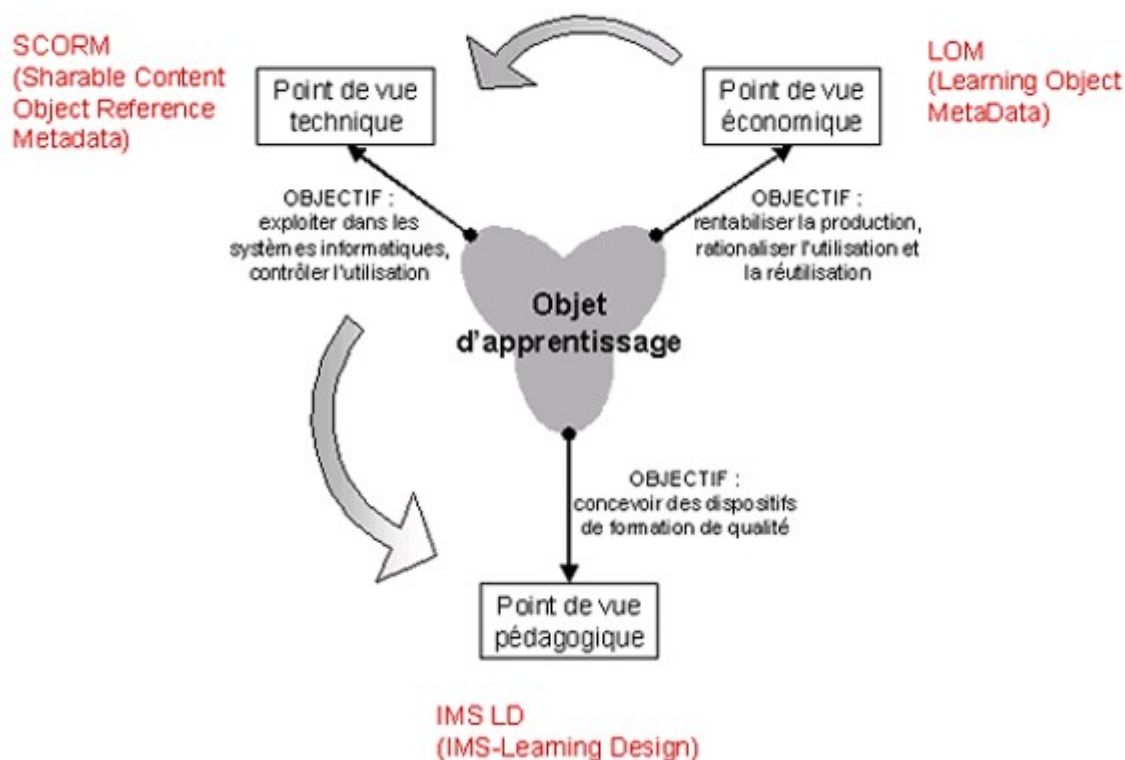 SCORM
(Sharable Content
Object Reference
Metadata)
Point de vue
technique
Point de vue
économique
LOM
(Learning Object
MetaData)
OBJECTIF :
exploiter dans les
systèmes informatiques,
contrôler l'utilisation
OBJECTIF :
rentabiliser la production,
rationaliser l'utilisation et
la réutilisation
Objet
d'apprentissage
OBJECTIF :
concevoir des dispositifs
de formation de qualité
Point de vue
pédagogique
IMS LD
(IMS-Learning Design)